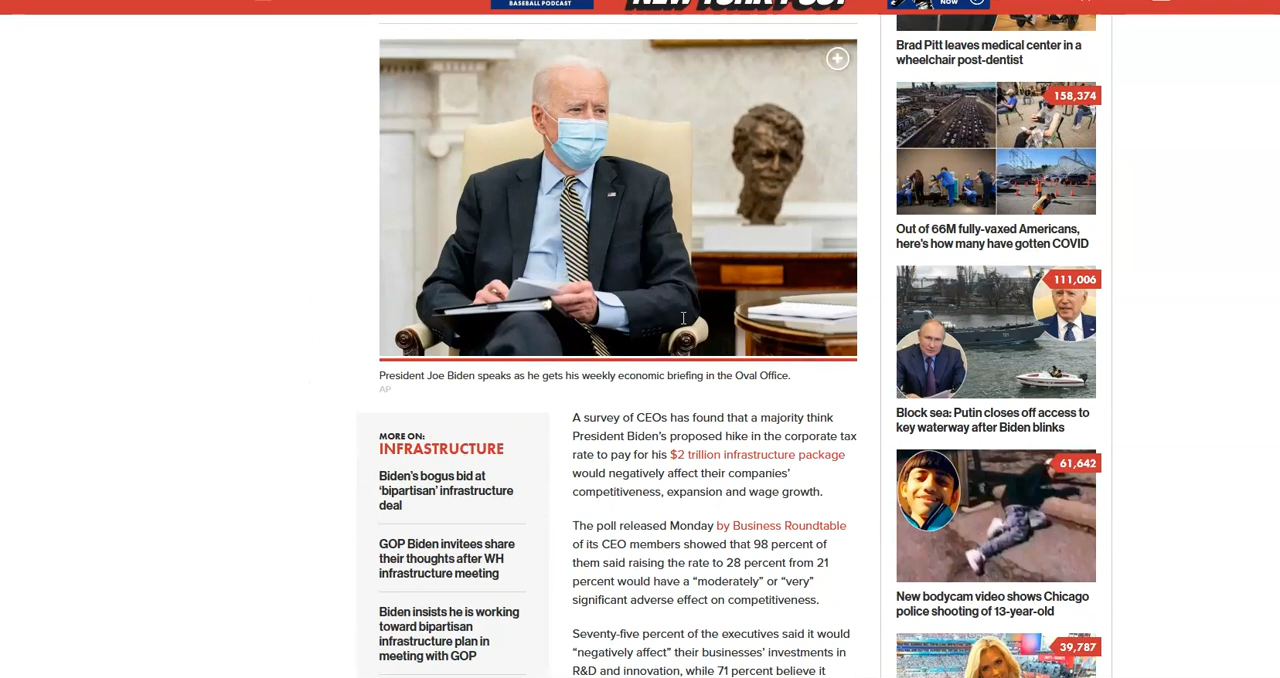 BASEBALL PODCAST
NEW YORK POST
NOW
President Joe Biden speaks as he gets his weekly economic briefing in the Oval Office.
AP
MORE ON:
INFRASTRUCTURE
Biden’s bogus bid at
‘bipartisan’ infrastructure
deal
GOP Biden invitees share
their thoughts after WH
infrastructure meeting
Biden insists he is working
toward bipartisan
infrastructure plan in
meeting with GOP
A survey of CEOs has found that a majority think
President Biden’s proposed hike in the corporate tax
rate to pay for his $2 trillion infrastructure package
would negatively affect their companies’
competitiveness, expansion and wage growth.
The poll released Monday by Business Roundtable
of its CEO members showed that 98 percent of
them said raising the rate to 28 percent from 21
percent would have a “moderately” or “very”
significant adverse effect on competitiveness.
Seventy-five percent of the executives said it would
“negatively affect” their businesses’ investments in
R&D and innovation, while 71 percent believe it
Brad Pitt leaves medical center in a
wheelchair post-dentist
158,374
Out of 66M fully-vaxed Americans,
here’s how many have gotten COVID
111,006
Block sea: Putin closes off access to
key waterway after Biden blinks
61,642
New bodycam video shows Chicago
police shooting of 13-year-old
39,787